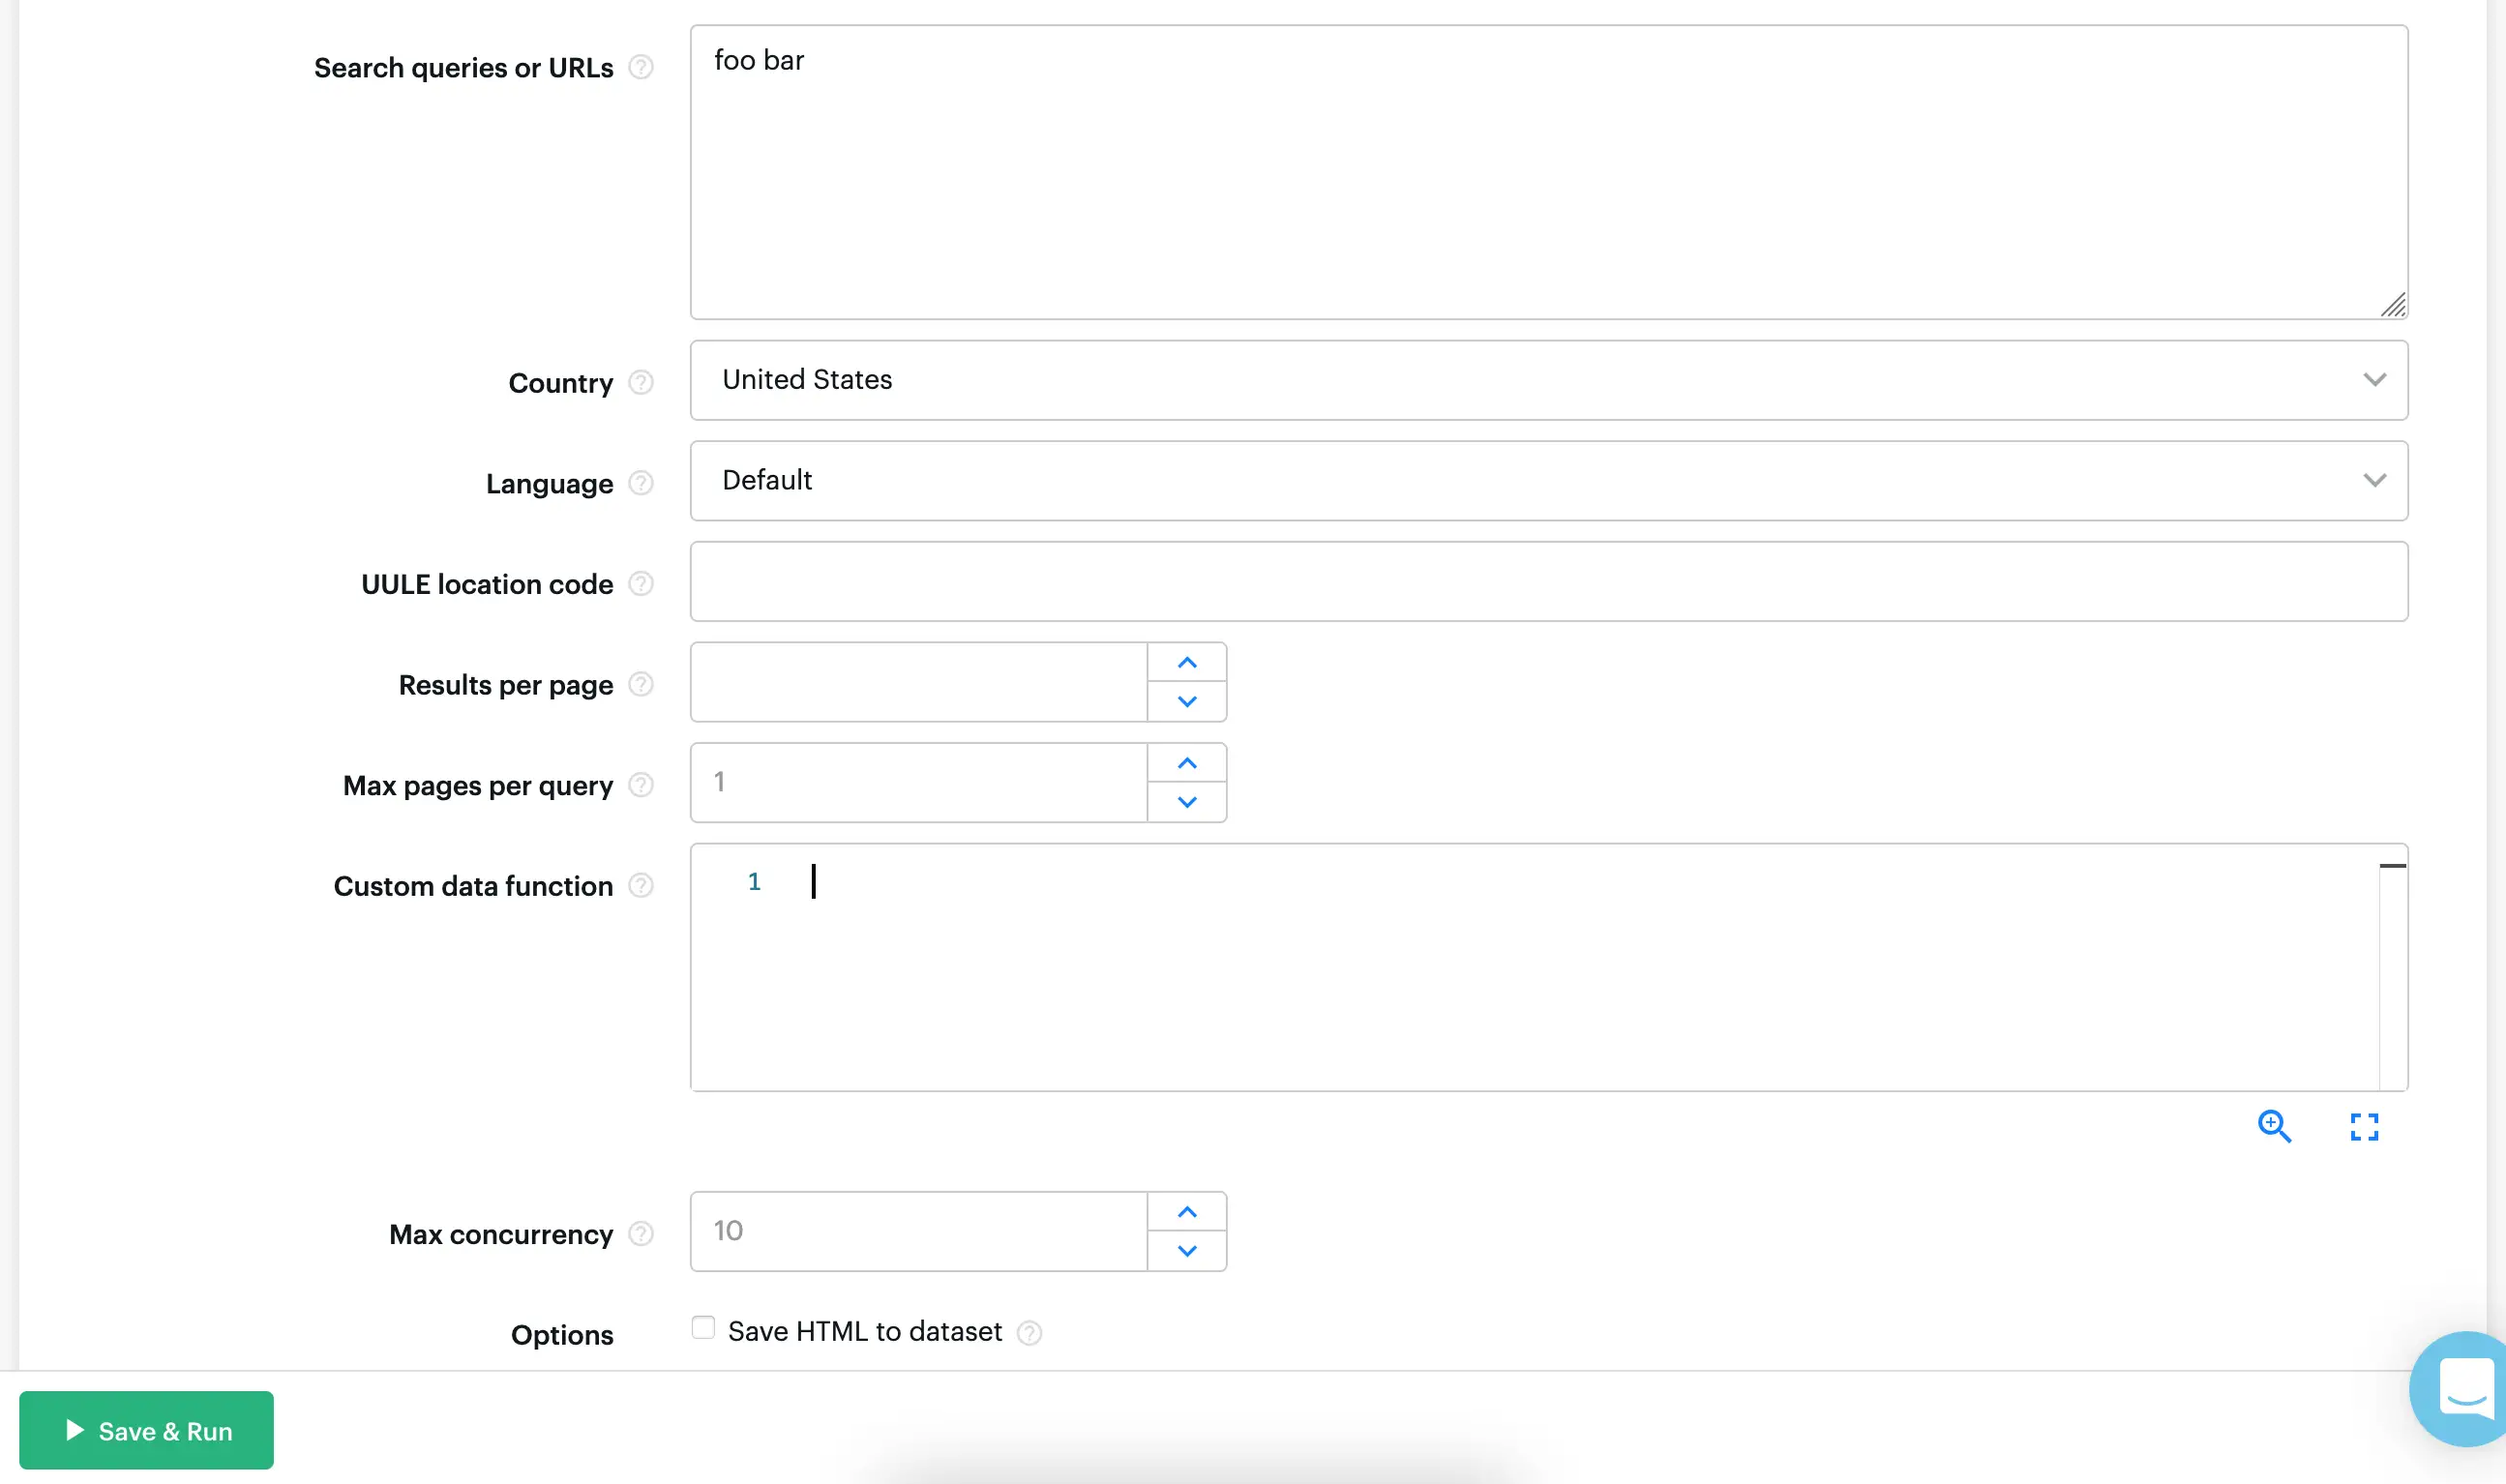 Search queries or URLs
foo bar
Country
United States
Language
Default
UULE location code
Results per page
Max pages per query
1
Custom data function
1
Max concurrency
10
Options
Save HTML to dataset
Save & Run